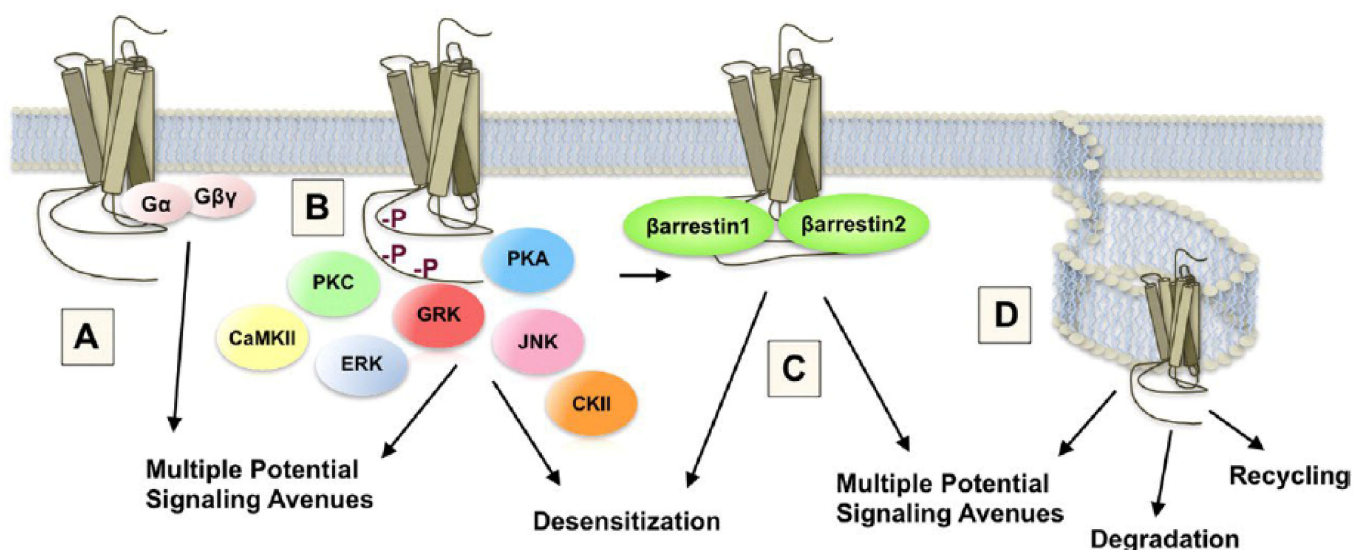 Gα
Gβγ
A
B
-P
-P
-P
PKC
PKA
CaMKII
GRK
ERK
JNK
CKII
βarrestin1
βarrestin2
C
D
Multiple Potential
Signaling Avenues
Desensitization
Multiple Potential
Signaling Avenues
Degradation
Recycling